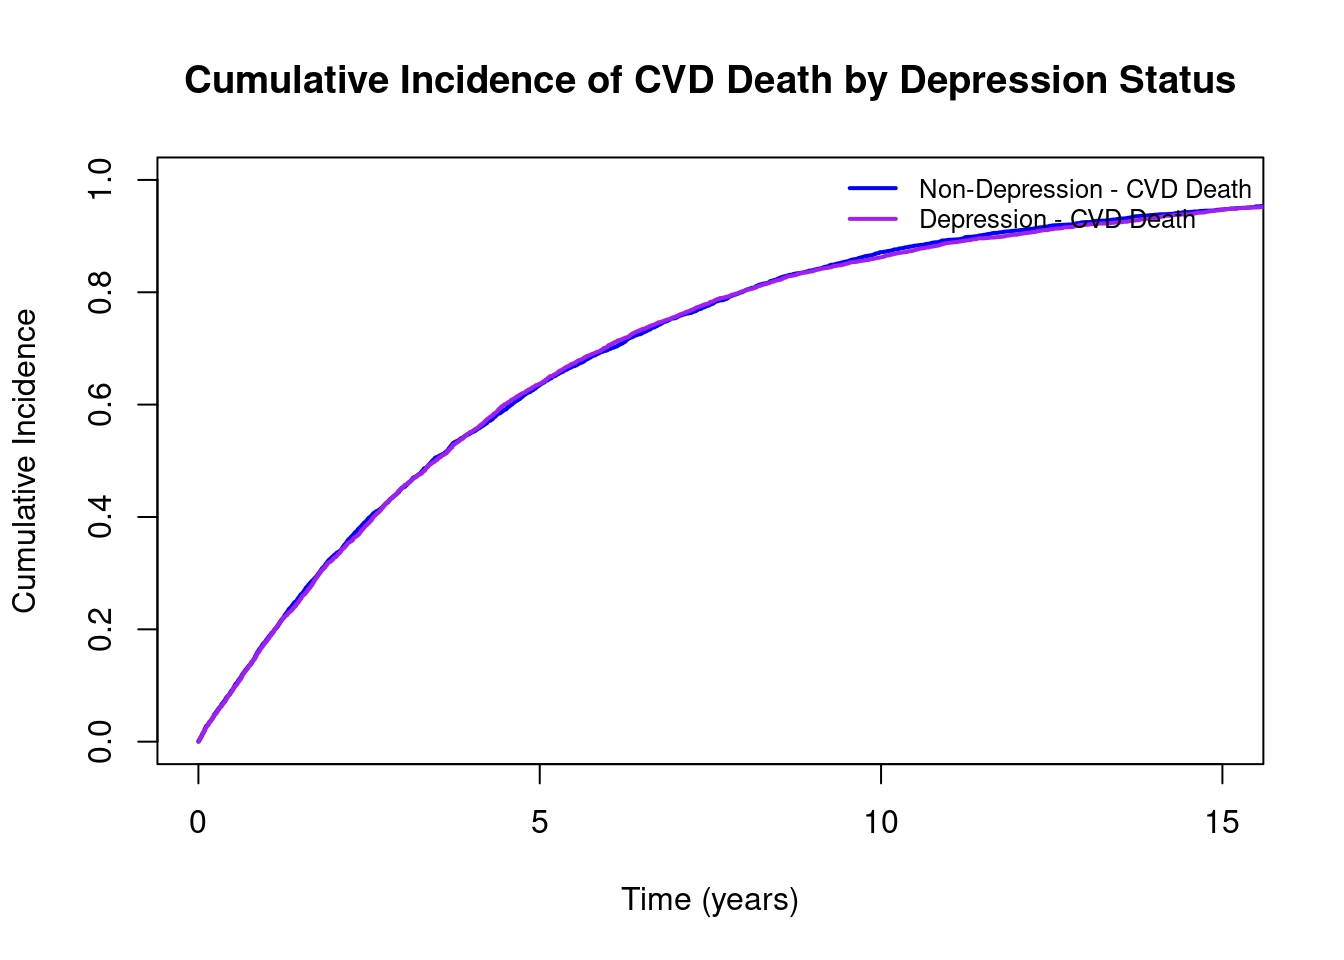 Cumulative Incidence of CVD Death by Depression Status
Non-Depression - CVD Death
Depression - CVD Death
Cumulative Incidence
1.0
0.8
0.6
0.4
0.2
0.0
0 5 10 15
Time (years)